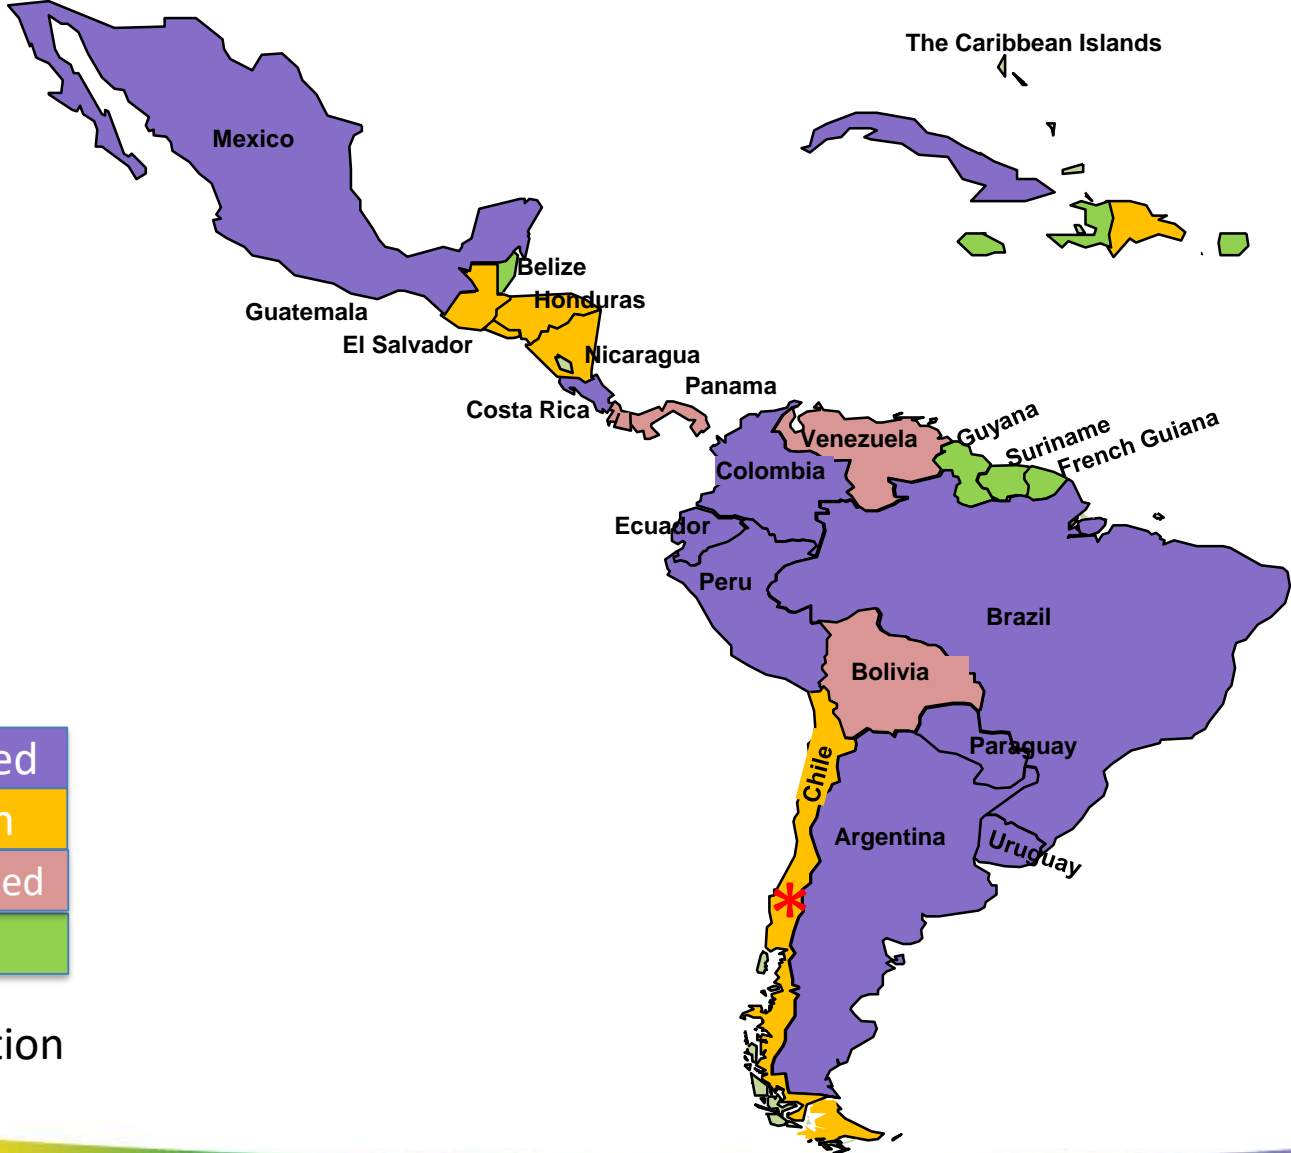 The Caribbean Islands
Mexico
Belize
Guatemala
Honduras
El Salvador
Nicaragua
Panama
Costa Rica
Venezuela
Guyana
Suriname
French Guiana
Colombia
Ecuador
Peru
Brazil
Bolivia
Paraguay
Chile
Argentina
Uruguay
*
ed
n
ed
tion